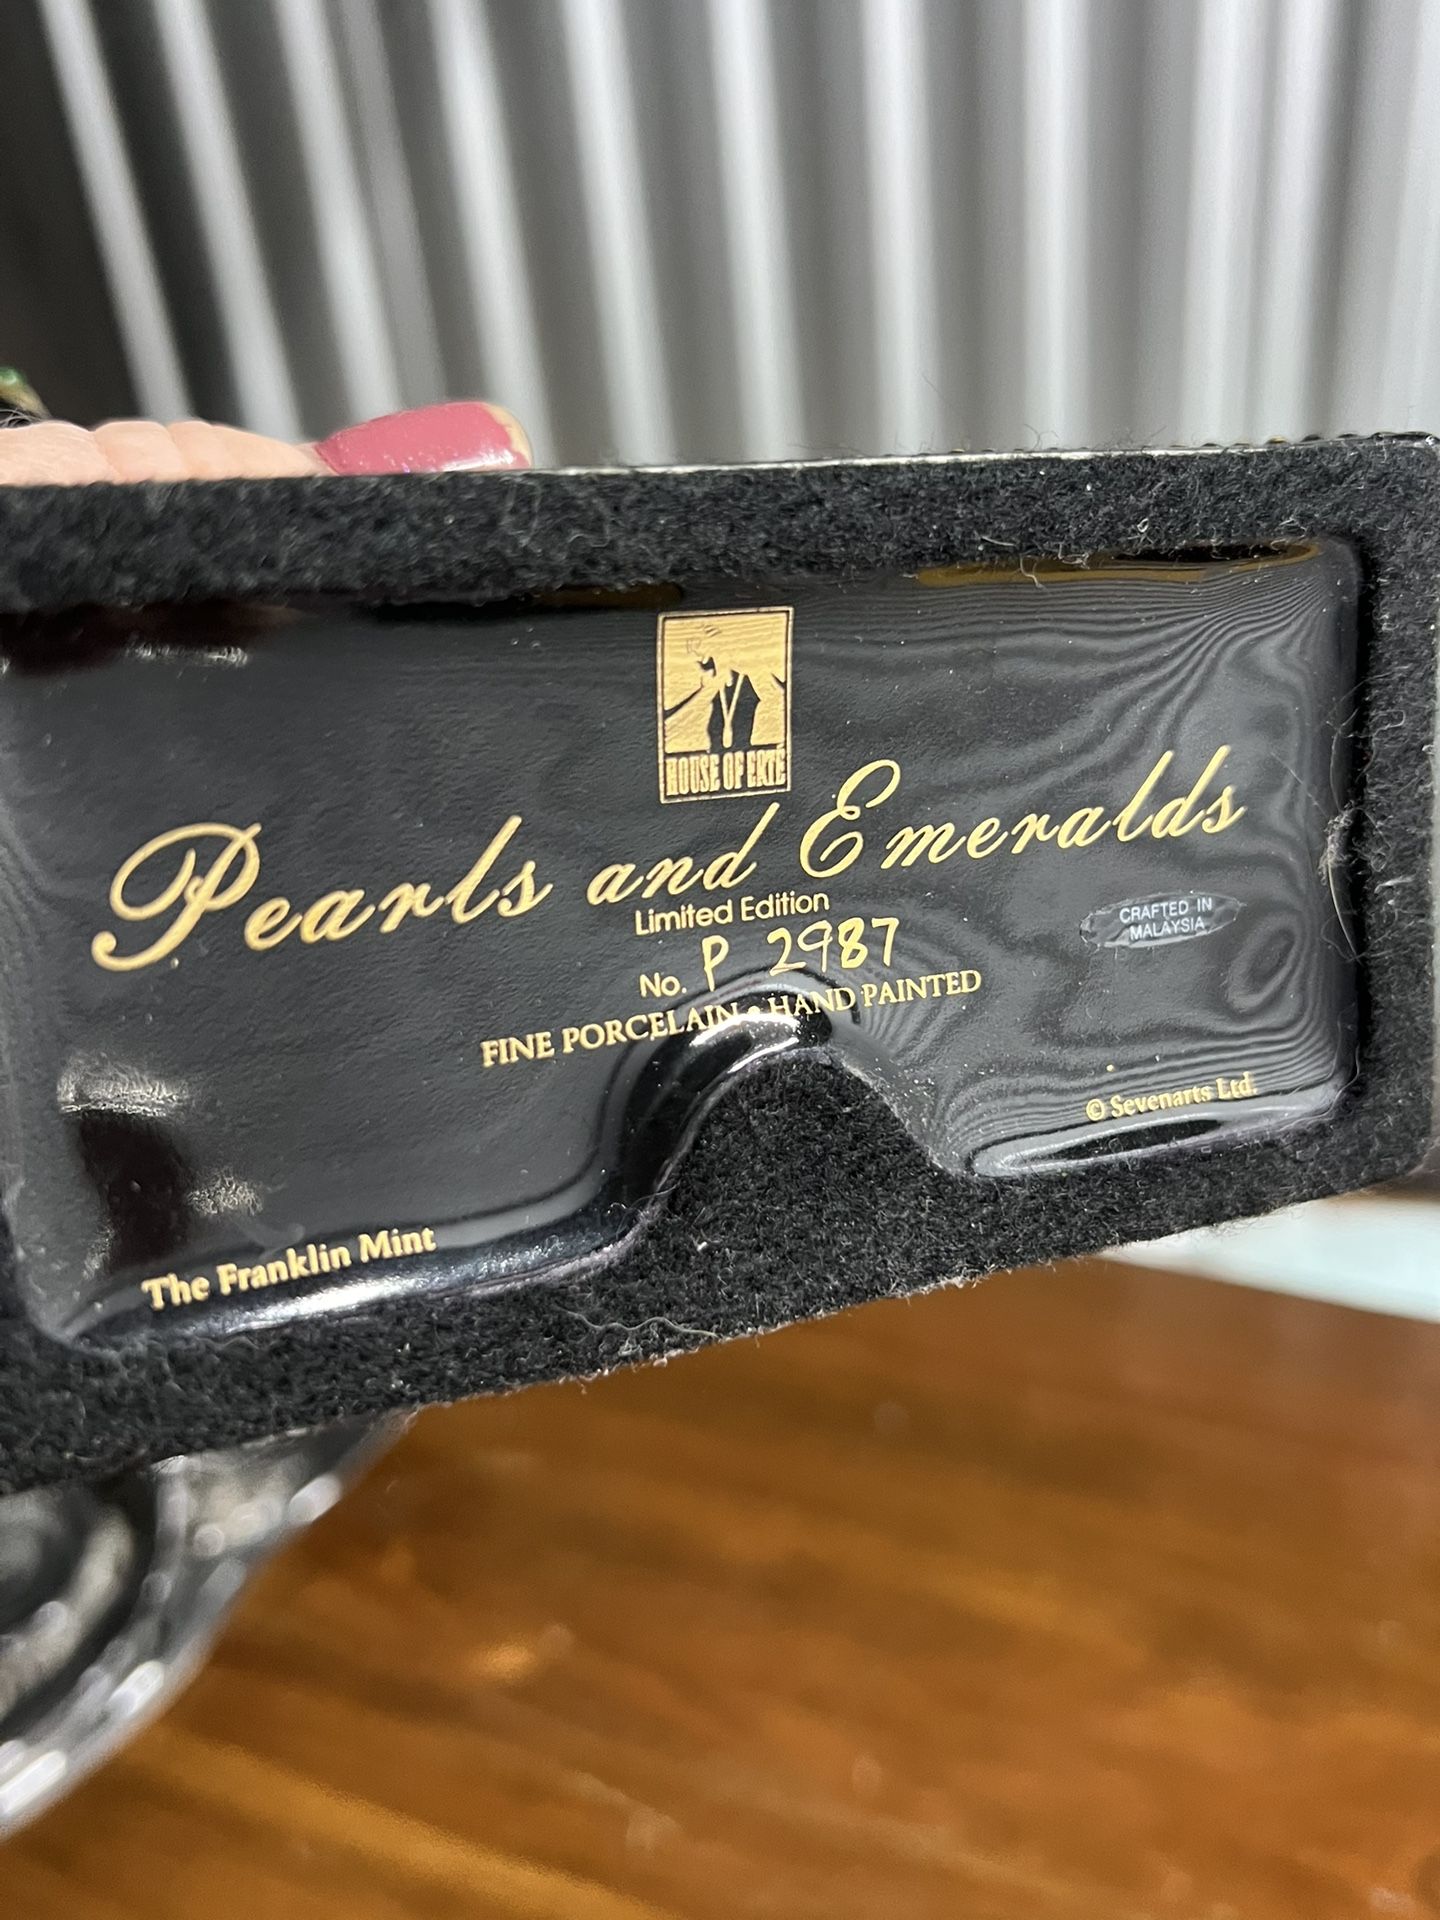 HOUSE OF ERTÉ
Pearls and Emeralds
Limited Edition
No. P 2987
FINE PORCELAIN • HAND PAINTED
CRAFTED IN
MALAYSIA
© Sevenarts Ltd.
The Franklin Mint